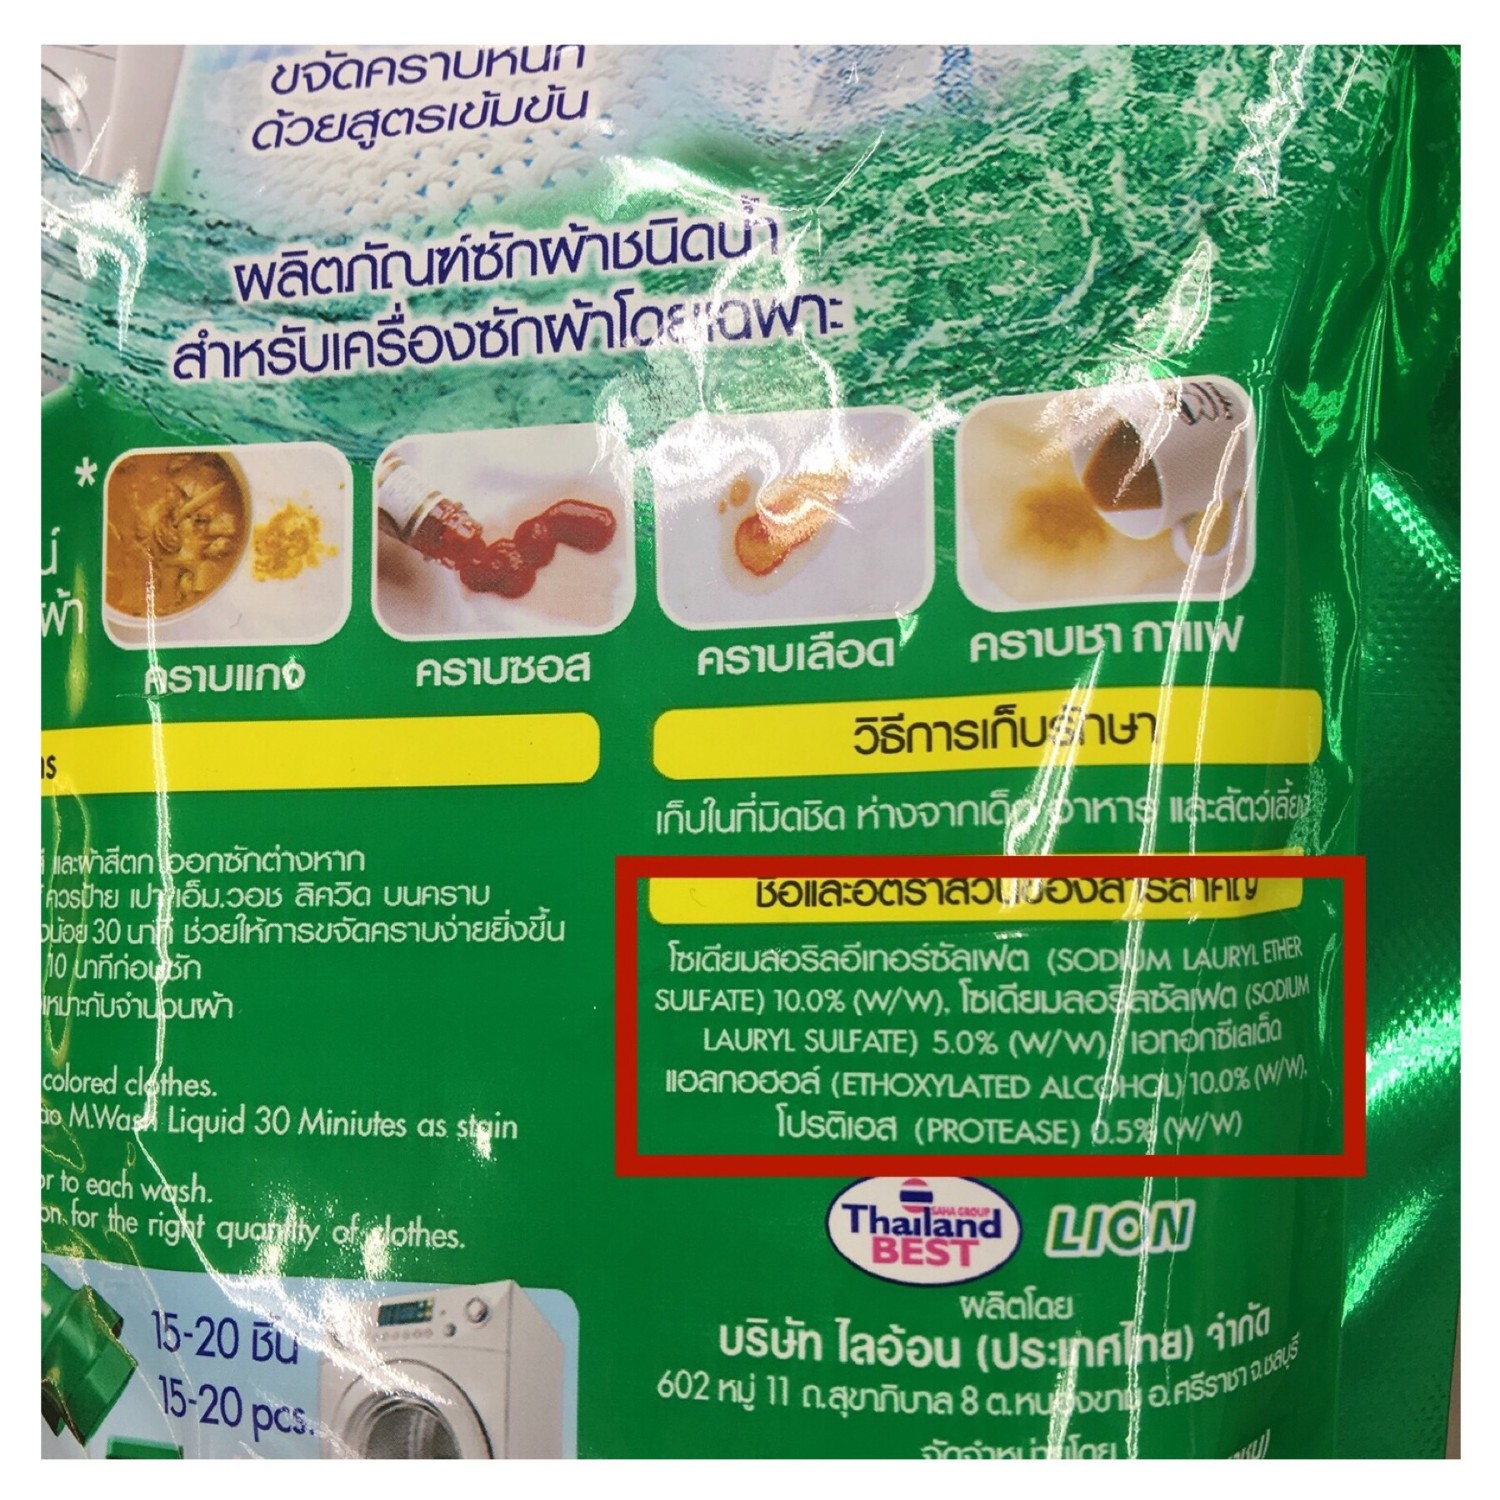 ขจัดคราบหนัก
ด้วยสูตรเข้มข้น
ผลิตภัณฑ์ซักผ้าชนิดน้ำ
สำหรับเครื่องซักผ้าโดยเฉพาะ
*
คราบแกง
คราบซอส
คราบเลือด
คราบชา กาแฟ
วิธีการเก็บรักษา
เก็บในที่มิดชิด ห่างจากเด็ก อาหาร และสัตว์เลี้ยง
ชื่อและอัตราส่วนของสารสำคัญ
โซเดียมลอริลอีเทอร์ซัลเฟต (SODIUM LAURYL ETHER
SULFATE) 10.0% (W/W), โซเดียมลอริลซัลเฟต (SODIUM
LAURYL SULFATE) 5.0% (W/W), เอทอกซีเลเต็ด
แอลกอฮอล์ (ETHOXYLATED ALCOHOL) 10.0% (W/W),
โปรติเอส (PROTEASE) 0.5% (W/W)
และผ้าสีตก ออกซักต่างหาก
ควรป้าย เปา เอ็ม.วอช ลิควิด บนคราบ
30 นาที ช่วยให้การขจัดคราบง่ายยิ่งขึ้น
10 นาทีก่อนซัก
เหมาะกับจำนวนผ้า
colored clothes.
M.Wash Liquid 30 Miniutes as stain
to each wash.
for the right quantity of clothes.
15-20 ชิ้น
15-20 pcs.
SAHA GROUP
Thailand
BEST
LION
ผลิตโดย
บริษัท ไลอ้อน (ประเทศไทย) จำกัด
602 หมู่ 11 ถ.สุขาภิบาล 8 ต.หนองขาม อ.ศรีราชา จ.ชลบุรี
จัดจำหน่ายโดย